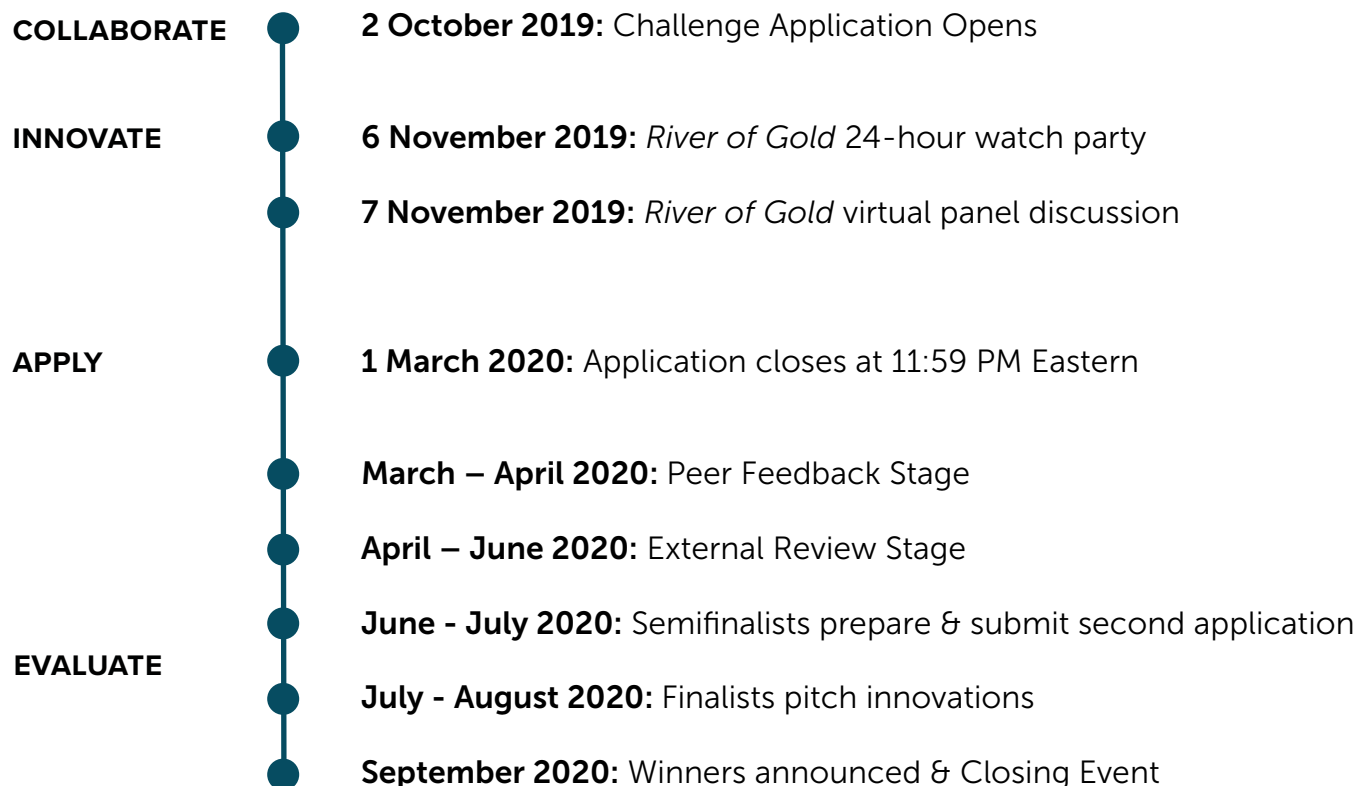 COLLABORATE
2 October 2019: Challenge Application Opens
INNOVATE
6 November 2019: River of Gold 24-hour watch party
7 November 2019: River of Gold virtual panel discussion
APPLY
1 March 2020: Application closes at 11:59 PM Eastern
March – April 2020: Peer Feedback Stage
April – June 2020: External Review Stage
June - July 2020: Semifinalists prepare & submit second application
EVALUATE
July - August 2020: Finalists pitch innovations
September 2020: Winners announced & Closing Event